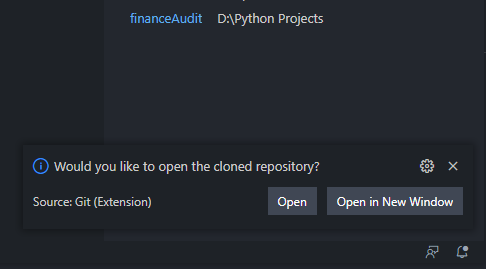 financeAudit D:\Python Projects
Would you like to open the cloned repository?
Source: Git (Extension)
Open
Open in New Window